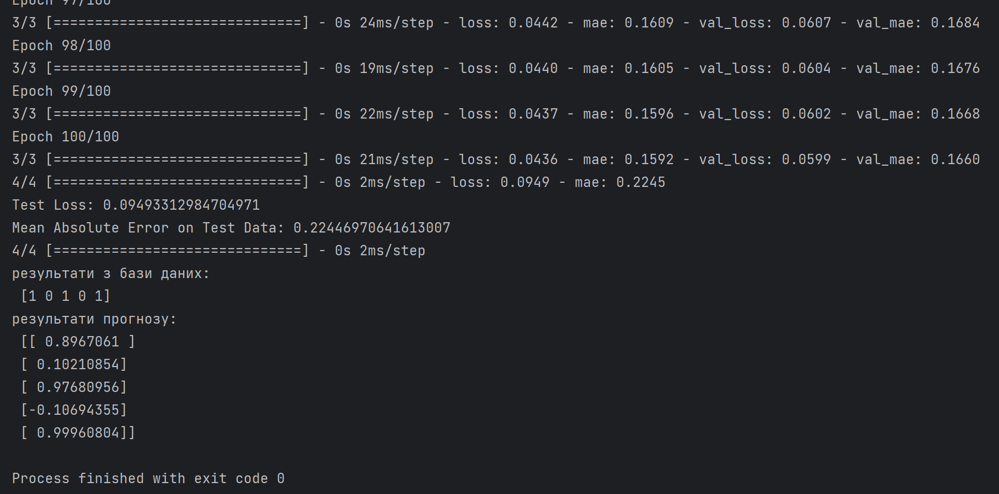 Epoch 97/100
3/3 [==============================] - 0s 24ms/step - loss: 0.0442 - mae: 0.1609 - val_loss: 0.0607 - val_mae: 0.1684
Epoch 98/100
3/3 [==============================] - 0s 19ms/step - loss: 0.0440 - mae: 0.1605 - val_loss: 0.0604 - val_mae: 0.1676
Epoch 99/100
3/3 [==============================] - 0s 22ms/step - loss: 0.0437 - mae: 0.1596 - val_loss: 0.0602 - val_mae: 0.1668
Epoch 100/100
3/3 [==============================] - 0s 21ms/step - loss: 0.0436 - mae: 0.1592 - val_loss: 0.0599 - val_mae: 0.1660
4/4 [==============================] - 0s 2ms/step - loss: 0.0949 - mae: 0.2245
Test Loss: 0.09493312984704971
Mean Absolute Error on Test Data: 0.22446970641613007
4/4 [==============================] - 0s 2ms/step
результати з бази даних:
 [1 0 1 0 1]
результати прогнозу:
 [[ 0.8967061 ]
 [ 0.10210854]
 [ 0.97680956]
 [-0.10694355]
 [ 0.99960804]]

Process finished with exit code 0